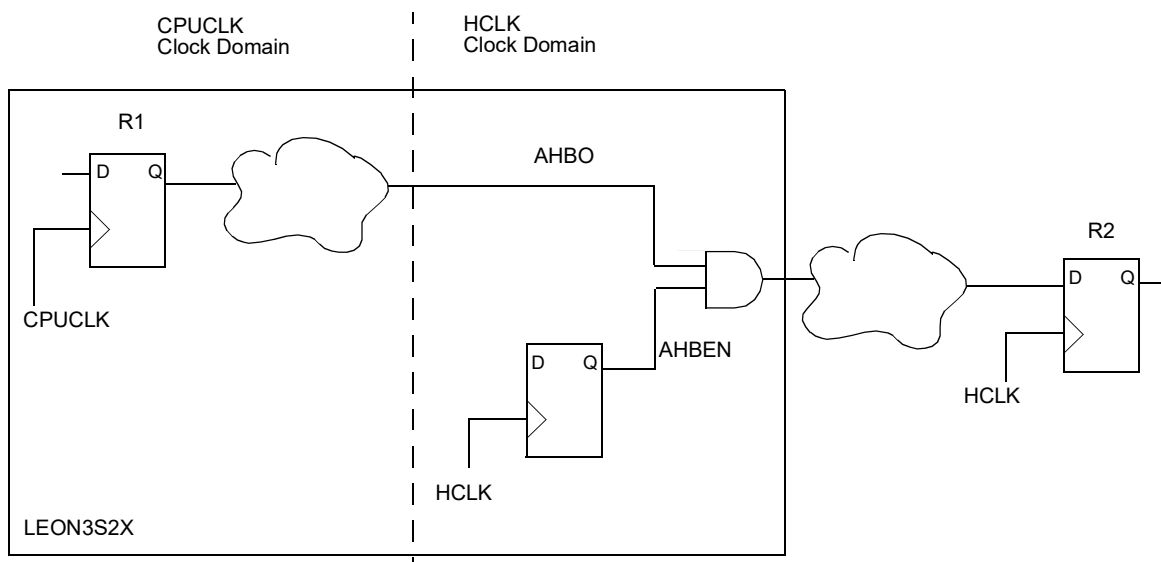 CPUCLK
Clock Domain
HCLK
Clock Domain
R1
D Q
CPUCLK
AHBO
R2
D Q
HCLK
AHBEN
D Q
HCLK
LEON3S2X